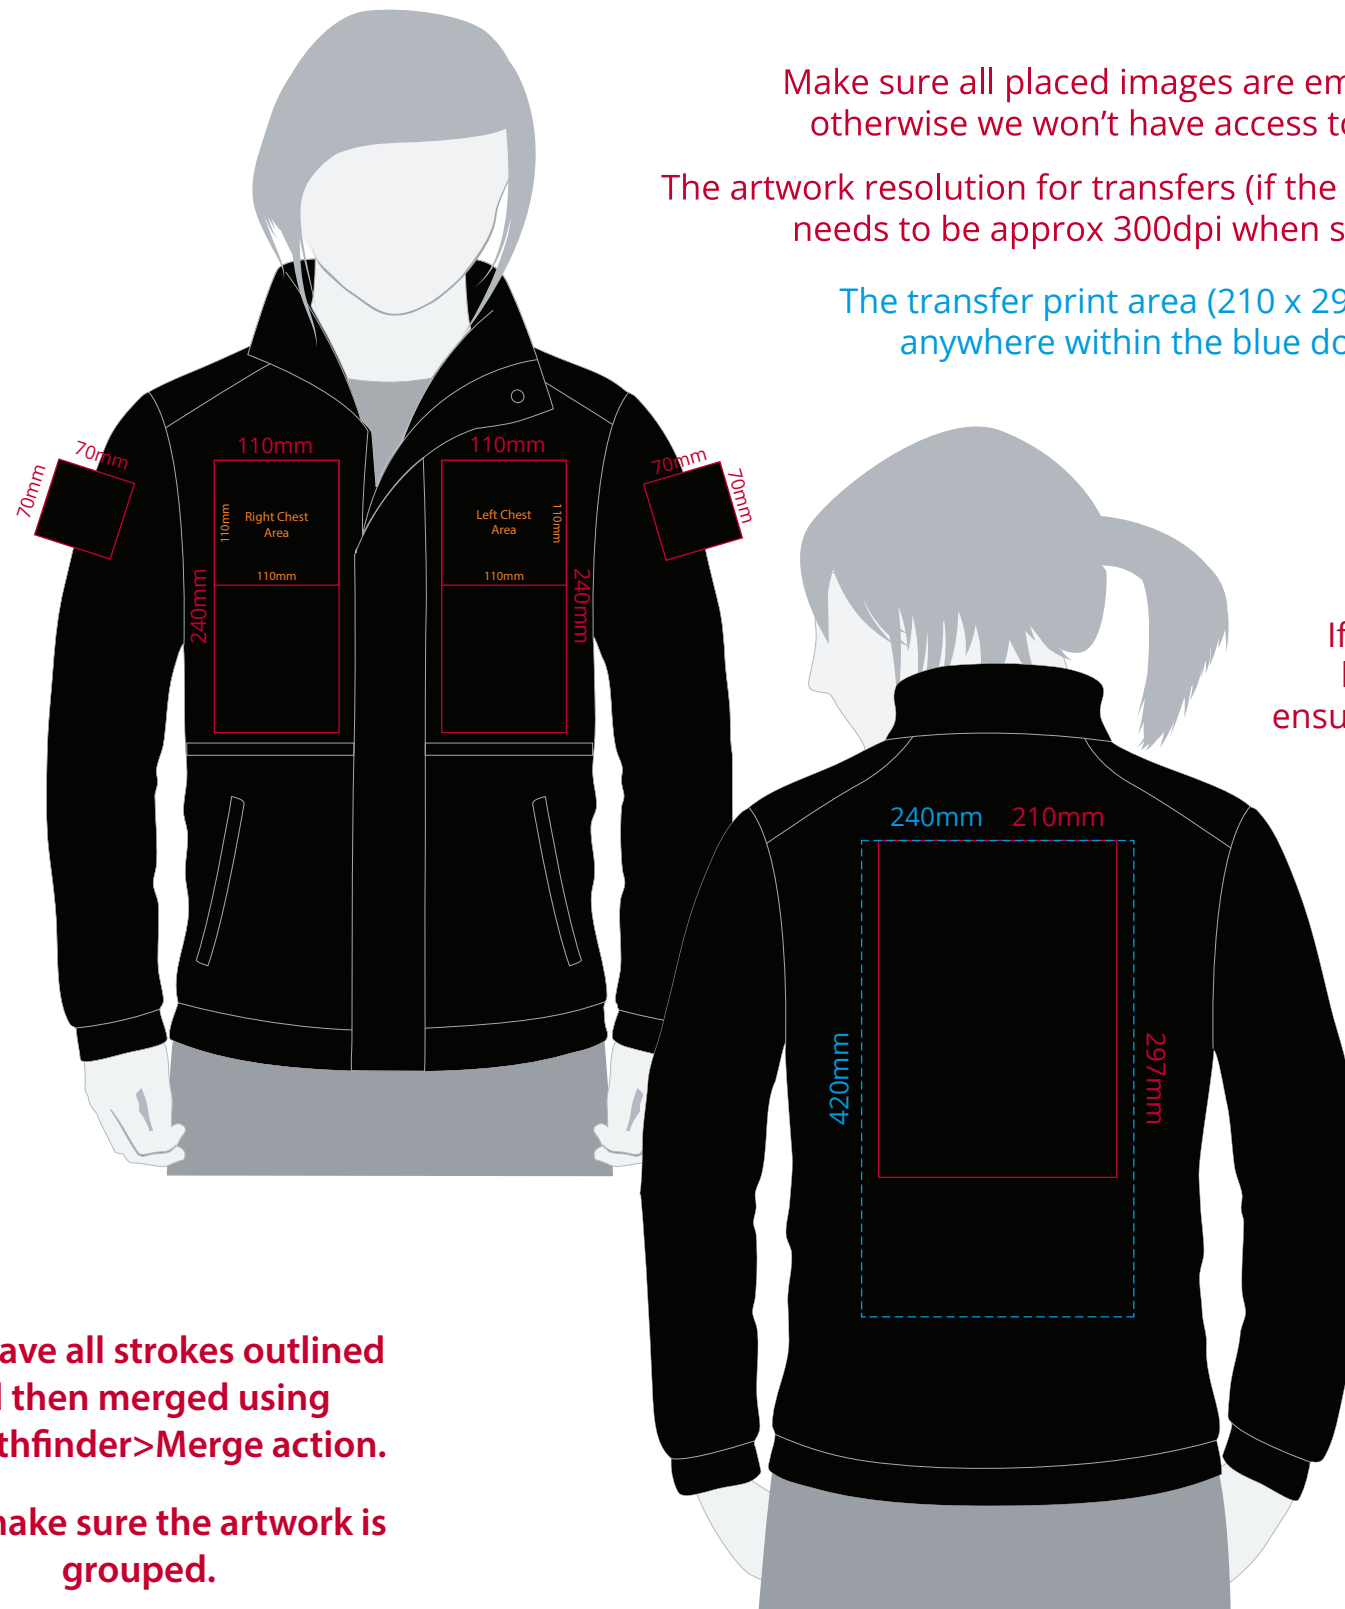 Make sure all placed images are em
otherwise we won't have access to
The artwork resolution for transfers (if the
needs to be approx 300dpi when s
The transfer print area (210 x 29
anywhere within the blue do
70mm
70mm
110mm
110mm
70mm
70mm
110mm
Right Chest
Area
110mm
240mm
Left Chest
Area
110mm
110mm
240mm
If
ensu
240mm
210mm
420mm
297mm
ave all strokes outlined
then merged using
thfinder>Merge action.
make sure the artwork is
grouped.